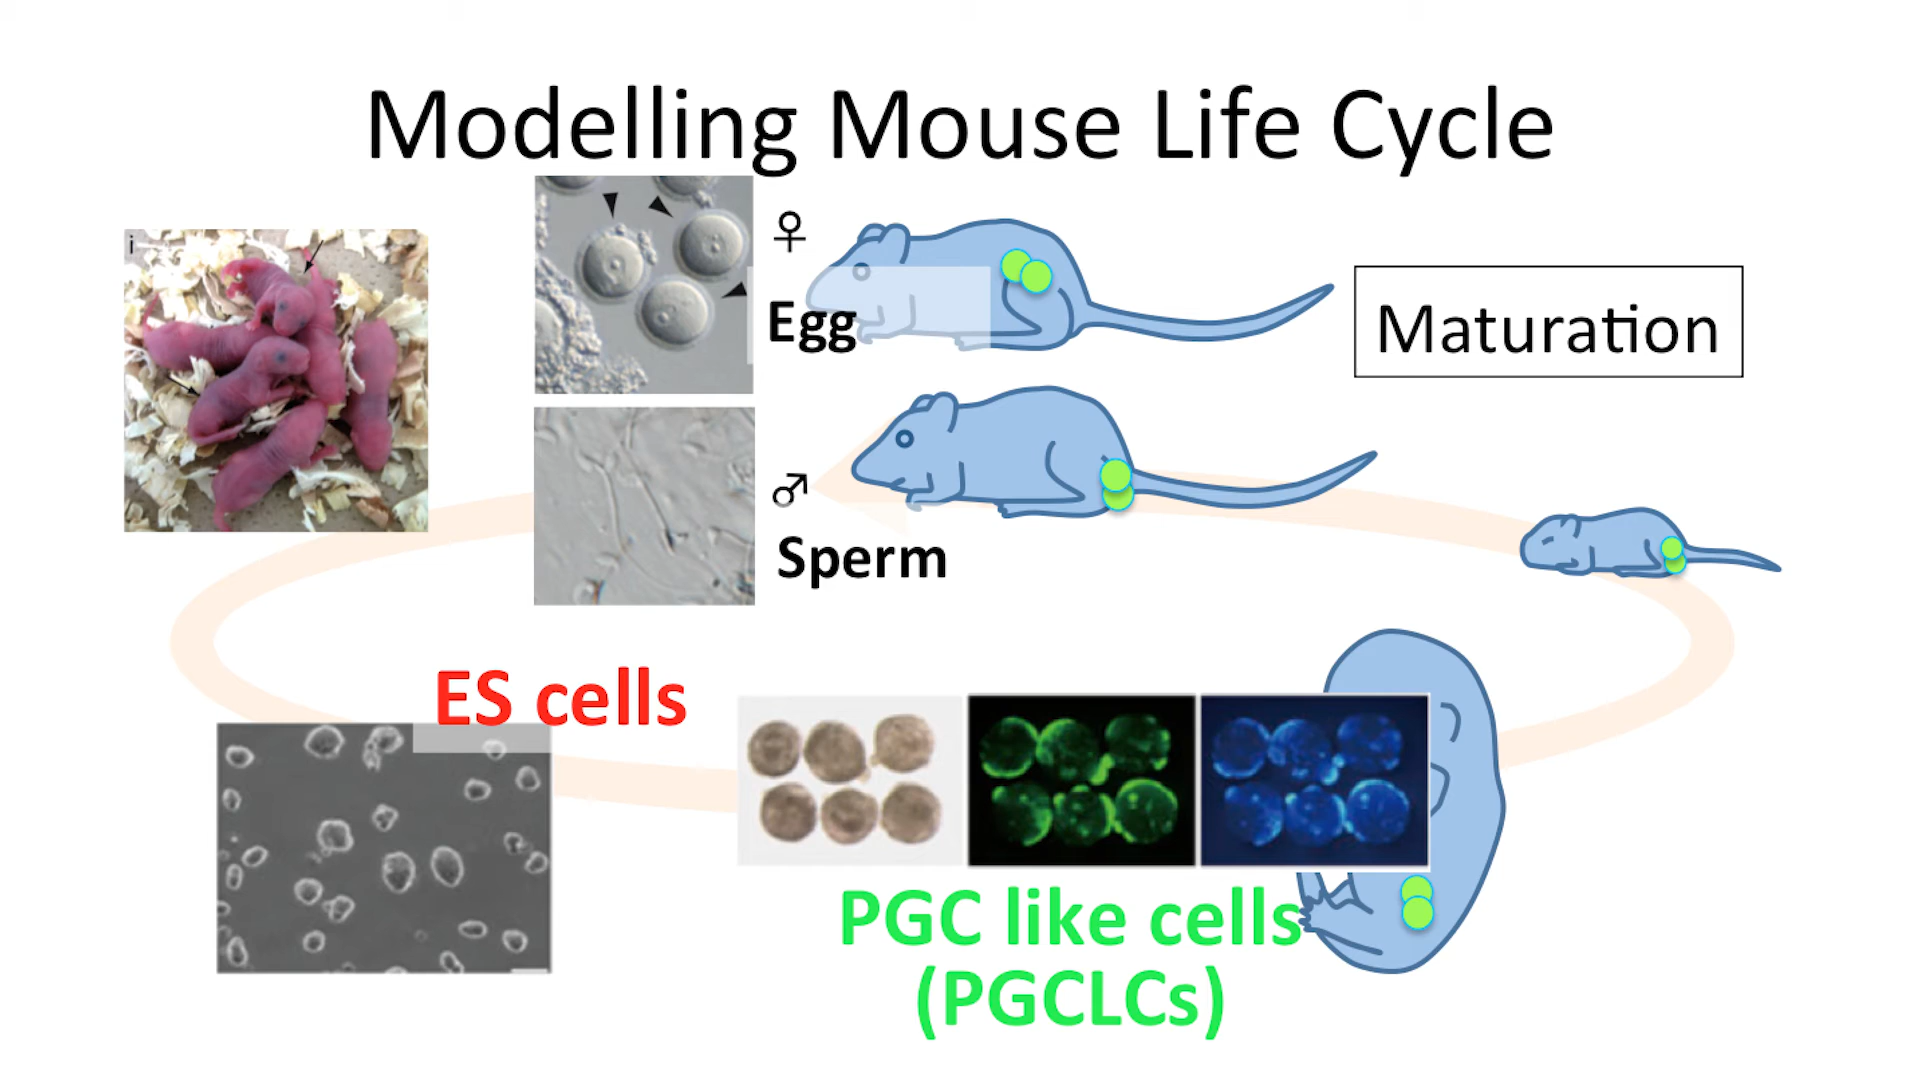 Modelling Mouse Life Cycle
i
♀
Egg
Maturation
♂
Sperm
ES cells
PGC like cells
(PGCLCs)